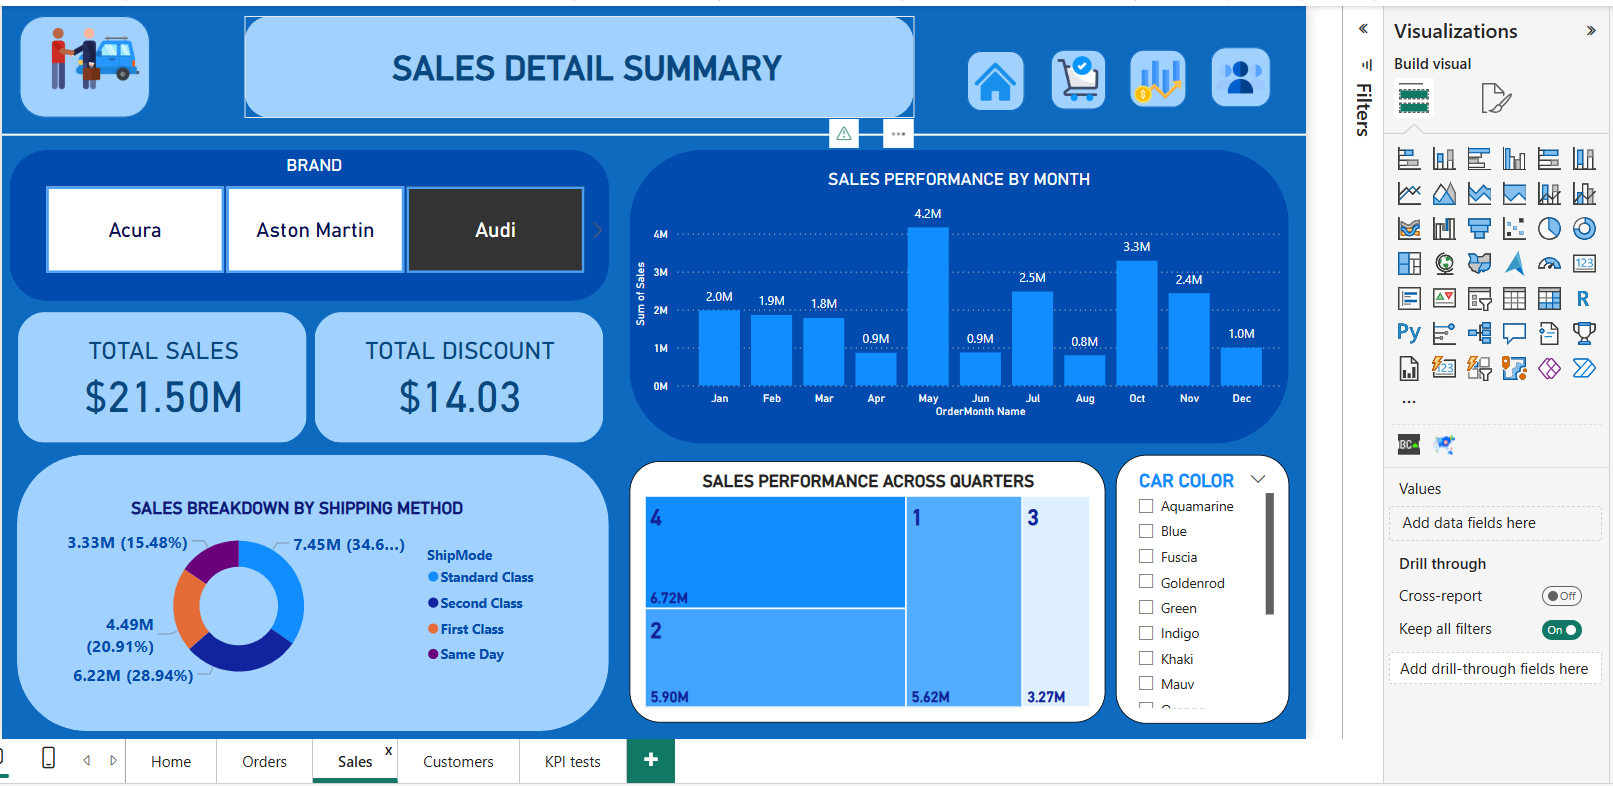 SALES DETAIL SUMMARY
BRAND
Acura
Aston Martin
Audi
TOTAL SALES
$21.50M
TOTAL DISCOUNT
$14.03
SALES PERFORMANCE BY MONTH
Sum of Sales
4M
3M
2M
1M
0M
2.0M
1.9M
1.8M
0.9M
4.2M
0.9M
2.5M
0.8M
3.3M
2.4M
1.0M
Jan Feb Mar Apr May Jun Jul Aug Oct Nov Dec
OrderMonth Name
SALES BREAKDOWN BY SHIPPING METHOD
3.33M (15.48%)
7.45M (34.6...)
4.49M
(20.91%)
6.22M (28.94%)
ShipMode
Standard Class
Second Class
First Class
Same Day
SALES PERFORMANCE ACROSS QUARTERS
4
6.72M
2
5.90M
1
5.62M
3
3.27M
CAR COLOR
Aquamarine
Blue
Fuscia
Goldenrod
Green
Indigo
Khaki
Mauv
Filters
Visualizations
Build visual
123
R
Py
123
...
Values
Add data fields here
Drill through
Cross-report
Off
Keep all filters
On
Add drill-through fields here
Home
Orders
Sales
x
Customers
KPI tests
+